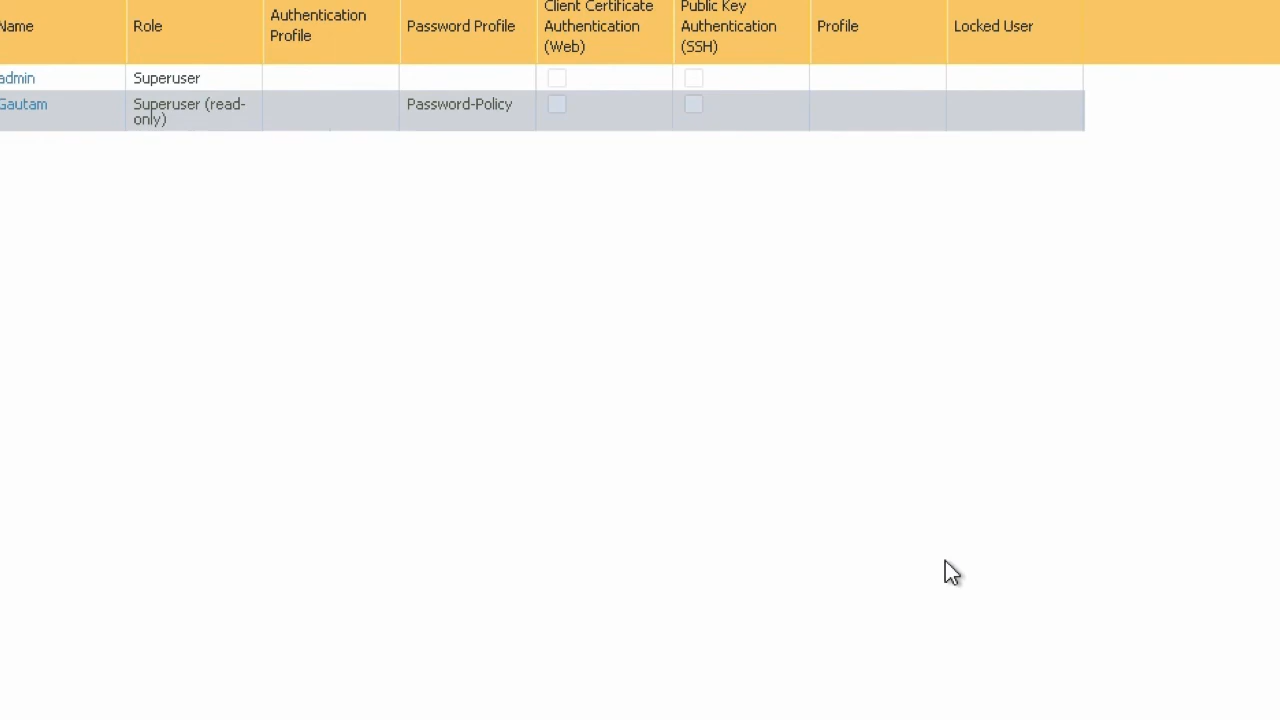 Name
Role
Authentication
Profile
Password Profile
Client Certificate
Authentication
(Web)
Public Key
Authentication
(SSH)
Profile
Locked User
admin
Superuser
Gautam
Superuser (read-
only)
Password-Policy